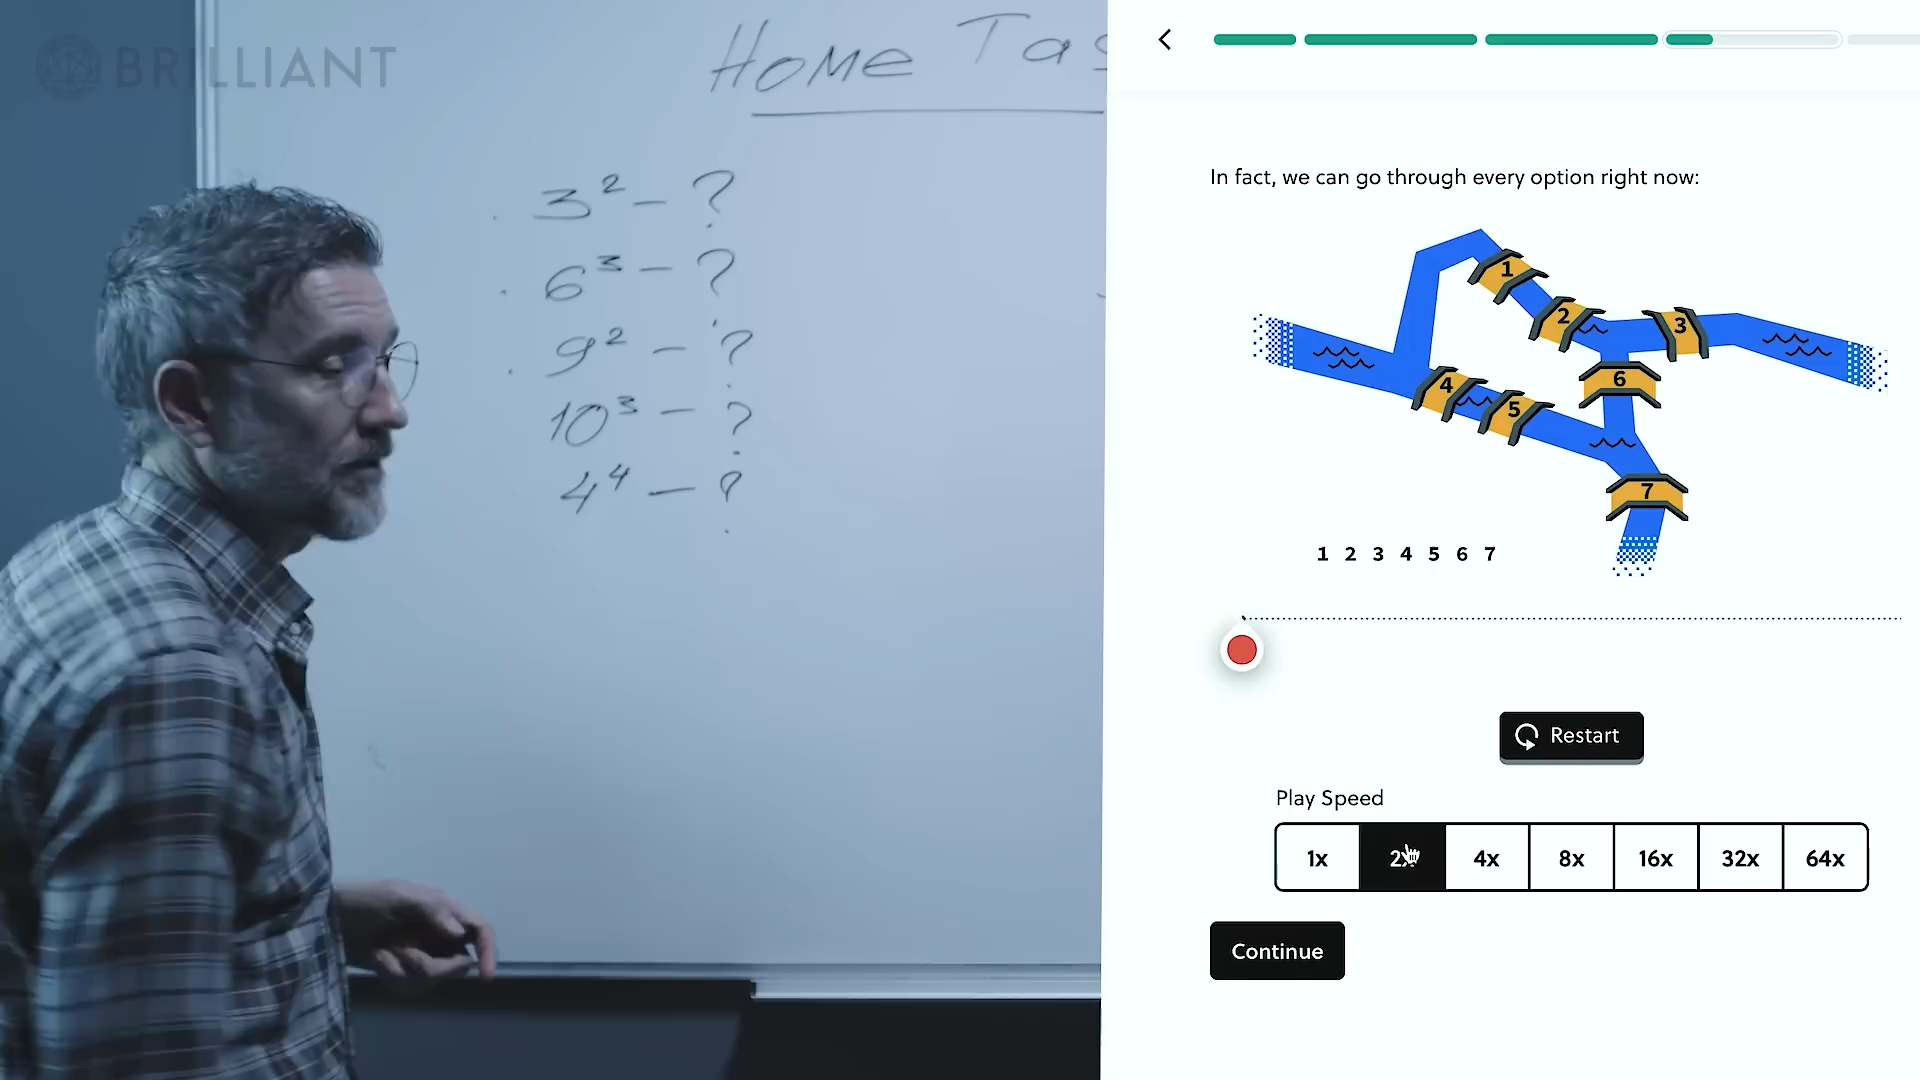 BRILLIANT
Home Tas
3² - ?
6³ - ?
9² - ?
10³ - ?
4⁴ - ?
In fact, we can go through every option right now:
1
2
3
4
5
6
7
1 2 3 4 5 6 7
Restart
Play Speed
1x 2x 4x 8x 16x 32x 64x
Continue